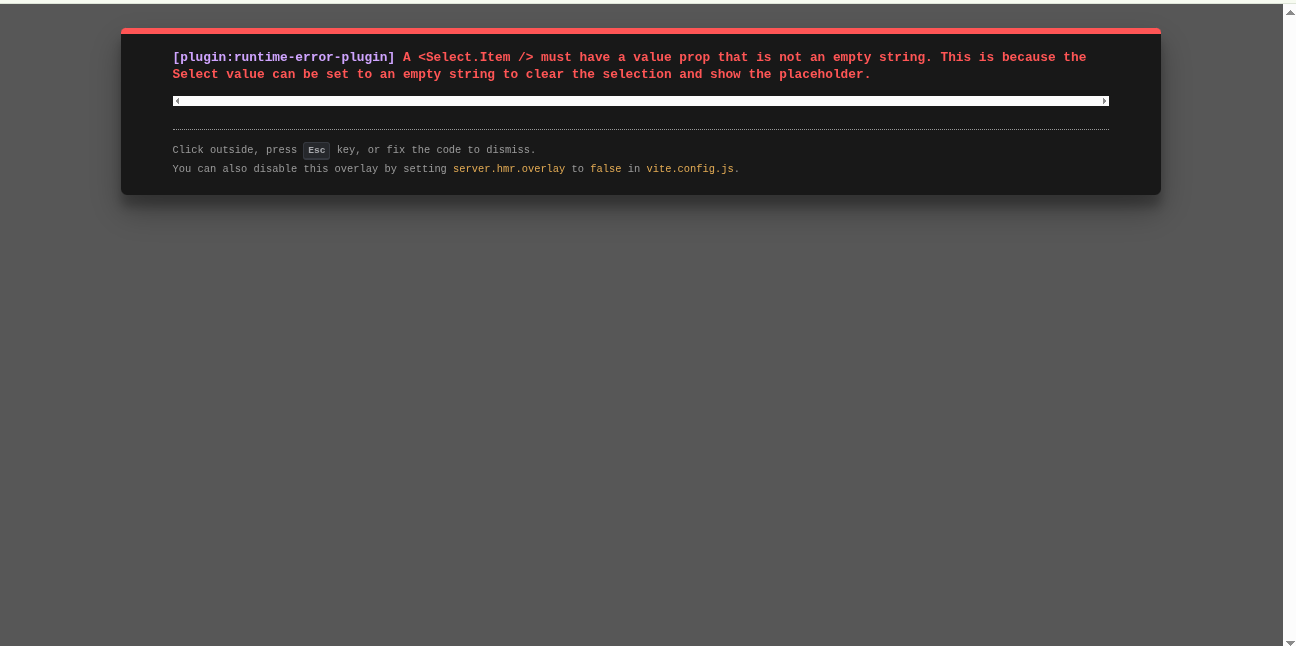 [plugin:runtime-error-plugin] A <Select.Item /> must have a value prop that is not an empty string. This is because the
Select value can be set to an empty string to clear the selection and show the placeholder.
Click outside, press Esc key, or fix the code to dismiss.
You can also disable this overlay by setting server.hmr.overlay to false in vite.config.js.